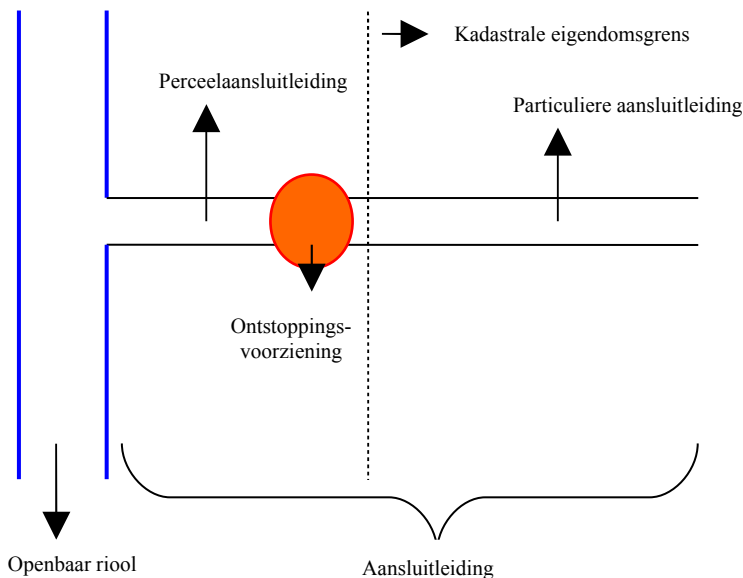 Kadastrale eigendomsgrens
Perceelaansluitleiding
Particuliere aansluitleiding
Ontstoppings-
voorziening
Openbaar riool
Aansluitleiding